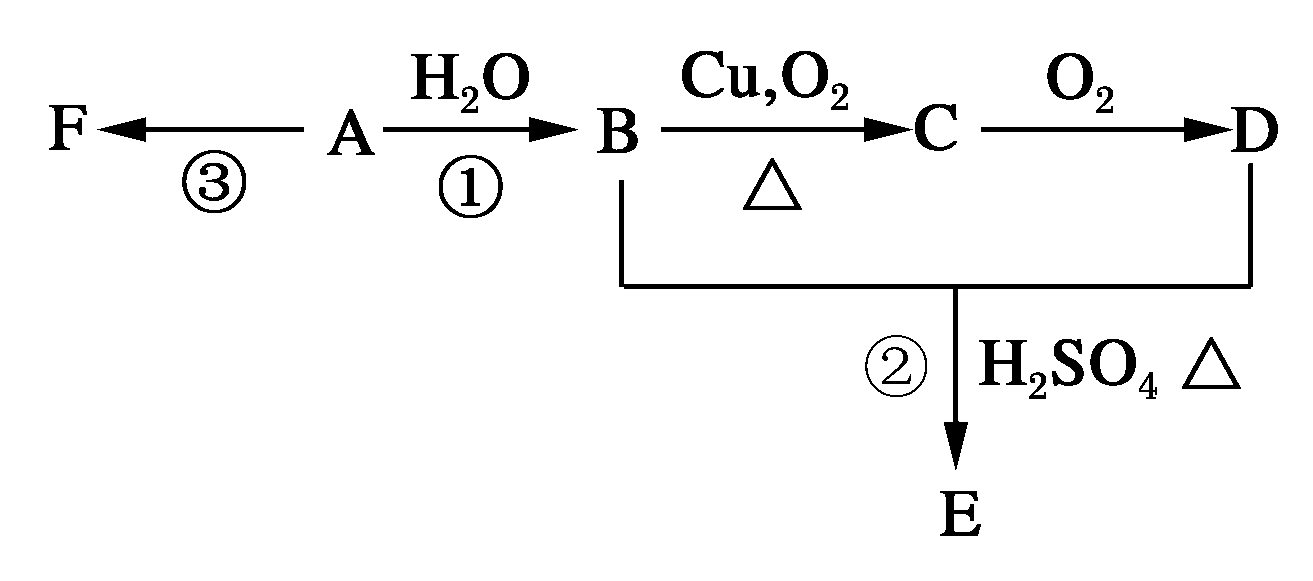 H₂O Cu,O₂ O₂
F A B C D
③ ① △
② H₂SO₄ △
E